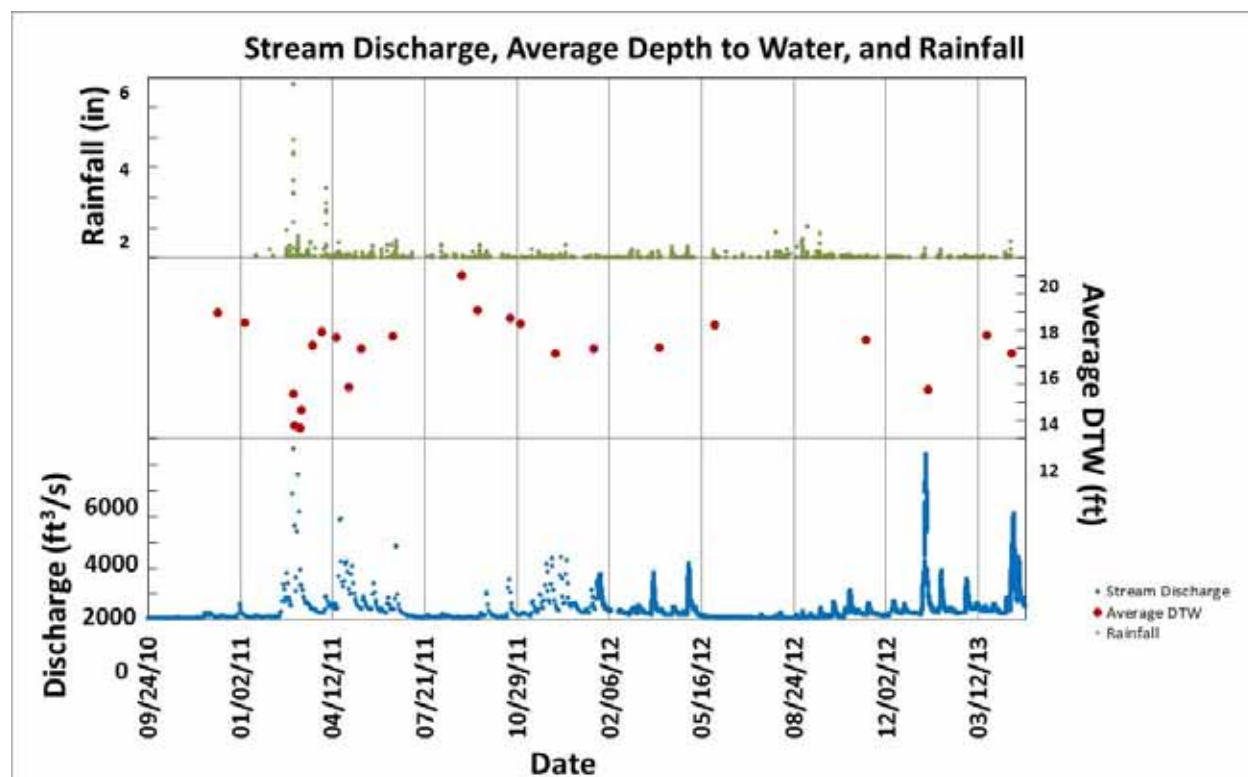 Stream Discharge, Average Depth to Water, and Rainfall
Rainfall (in)
6
4
2
Average DTW (ft)
20
18
16
14
12
Discharge (ft³/s)
6000
4000
2000
0
09/24/10
01/02/11
04/12/11
07/21/11
10/29/11
02/06/12
05/16/12
08/24/12
12/02/12
03/12/13
Date
Stream Discharge
Average DTW
Rainfall